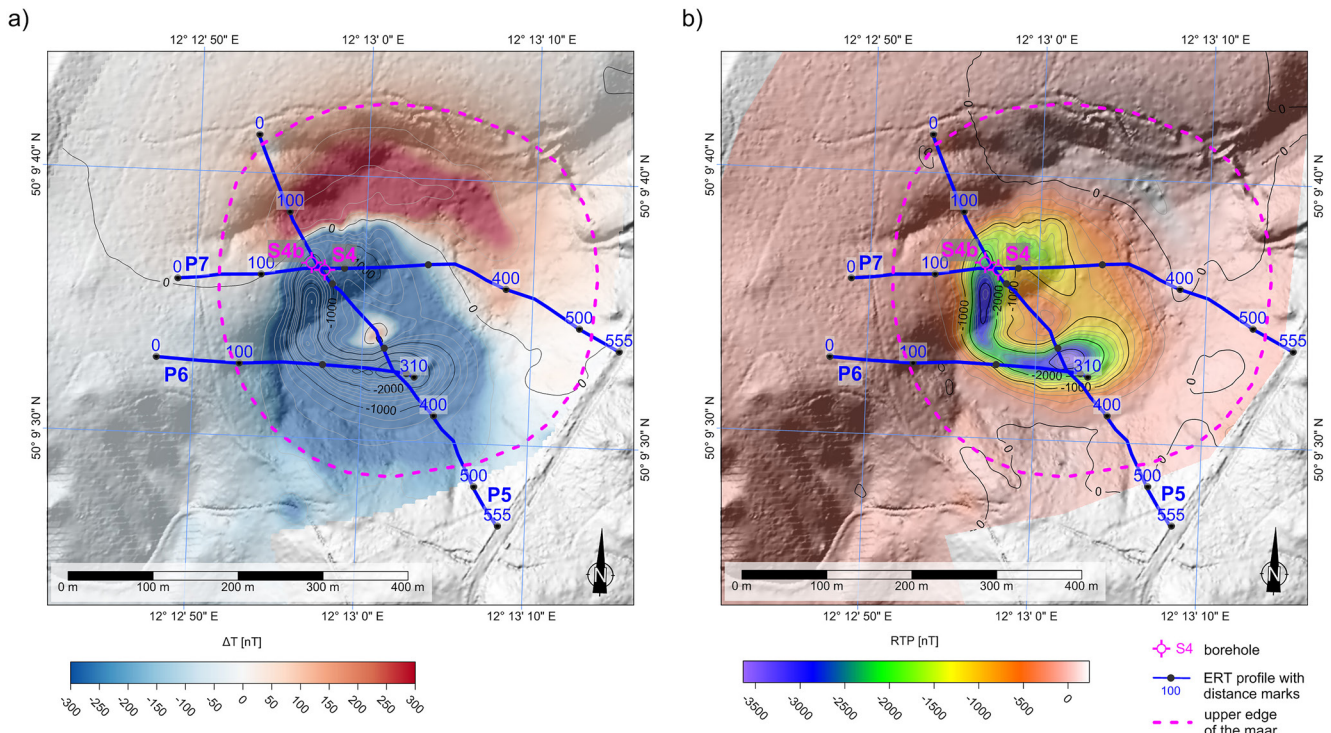 a)
b)
12° 12' 50" E
12° 13' 0"
12° 13' 10"
12° 12' 50" E
12° 13' 0"
12° 13' 10"
50° 9' 40" N
50° 9' 30" N
50° 9' 40" N
50° 9' 30" N
0
100
0
S4b
S4
0
P7
100
0
400
500
555
-1000
0
100
P6
310
-2000
-1000
400
0
500
P5
555
0 m
100 m
200 m
300 m
400 m
N
12° 12' 50" E
12° 13' 0"
12° 13' 10"
50° 9' 40" N
50° 9' 30" N
50° 9' 40" N
50° 9' 30" N
0
0
0
0
100
0
S4b
S4
0
P7
100
400
500
555
-1000
-2000
-1000
0
100
P6
310
-2000
-1000
400
0
0
0
0
500
P5
555
0 m
100 m
200 m
300 m
400 m
N
12° 12' 50" E
12° 13' 0"
12° 13' 10"
ΔT [nT]
-300
-250
-200
-150
-100
-50
0
50
100
150
200
250
300
RTP [nT]
-3500
-3000
-2500
-2000
-1500
-1000
-500
0
S4 borehole
ERT profile with
100 distance marks
upper edge
of the maar